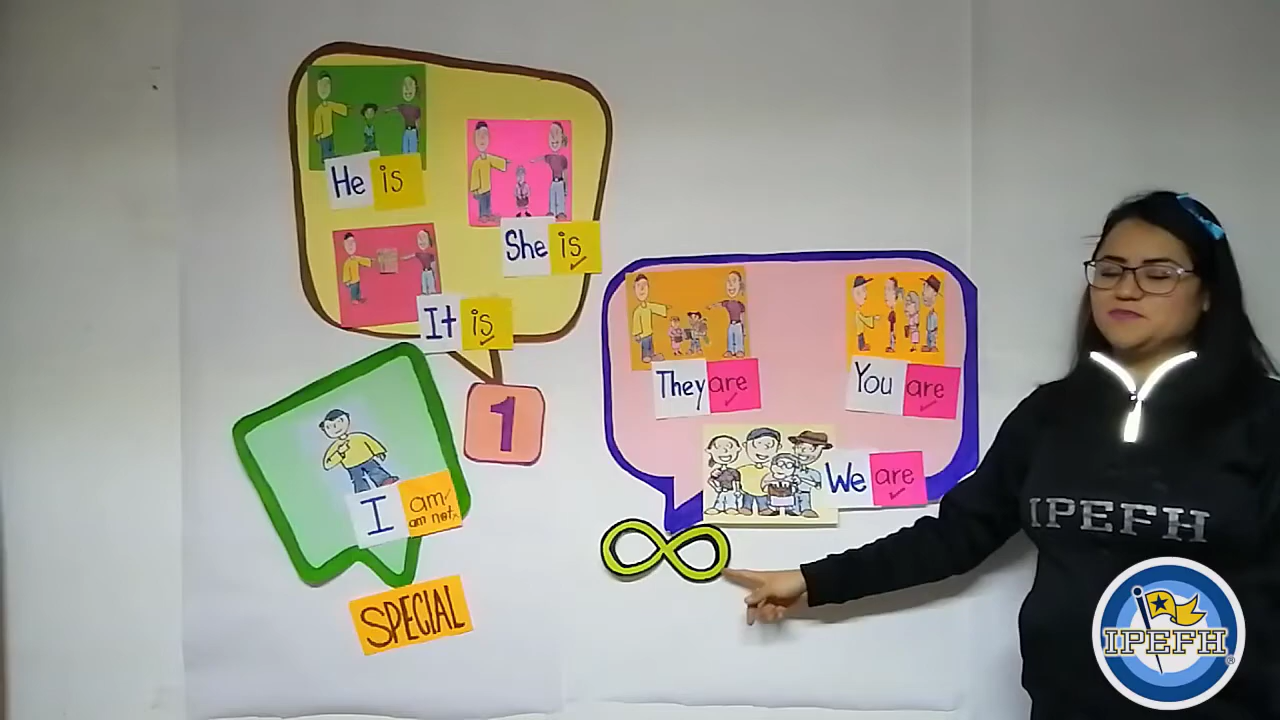 He is
She is
It is
1
I am
am not
SPECIAL
They are
You are
We are
IPEFH
IPEFH